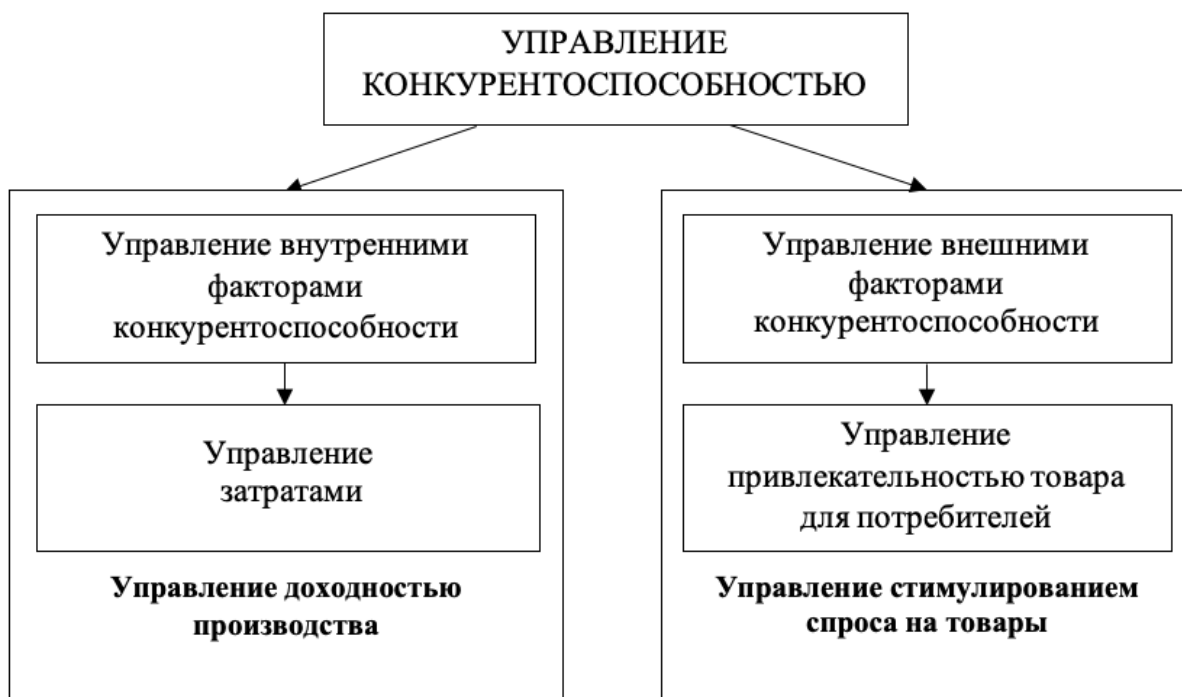 УПРАВЛЕНИЕ
КОНКУРЕНТОСПОСОБНОСТЬЮ
Управление внутренними
факторами
конкурентоспособности
Управление
затратами
Управление доходностью
производства
Управление внешними
факторами
конкурентоспособности
Управление
привлекательностью товара
для потребителей
Управление стимулированием
спроса на товары